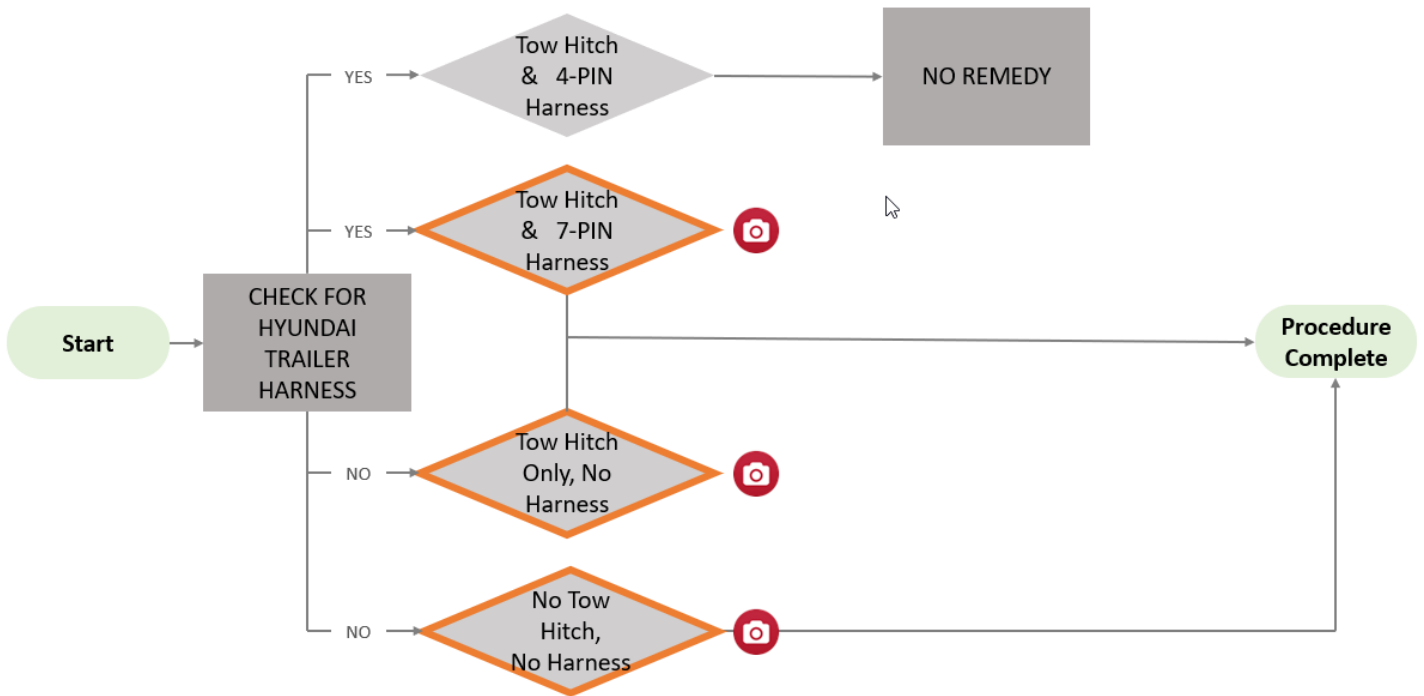 Tow Hitch
& 4-PIN
Harness
NO REMEDY
YES
Tow Hitch
& 7-PIN
Harness
YES
Start
CHECK FOR
HYUNDAI
TRAILER
HARNESS
Procedure
Complete
Tow Hitch
Only, No
Harness
NO
No Tow
Hitch,
No Harness
NO